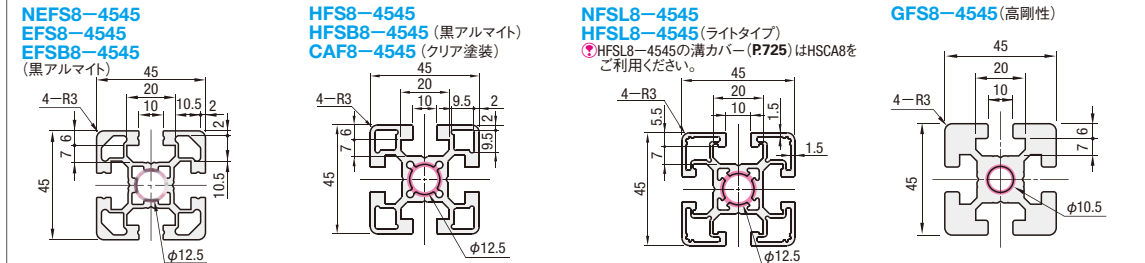 NEFS8−4545
EFS8−4545
EFSB8−4545
(黒アルマイト)
45
20
10
10.5
2
2
4−R3
6
7
45
10.5
φ12.5
HFS8−4545
HFSB8−4545 (黒アルマイト)
CAF8−4545 (クリア塗装)
45
20
10
9.5
2
2
4−R3
6
7
9.5
45
φ12.5
NFSL8−4545
HFSL8−4545(ライトタイプ)
HFSL8−4545の溝カバー(P.725)はHSCA8を
ご利用ください。
45
20
10
1.5
4−R3
5.5
7
1.5
45
φ12.5
GFS8−4545(高剛性)
45
20
10
4−R3
6
7
45
φ10.5